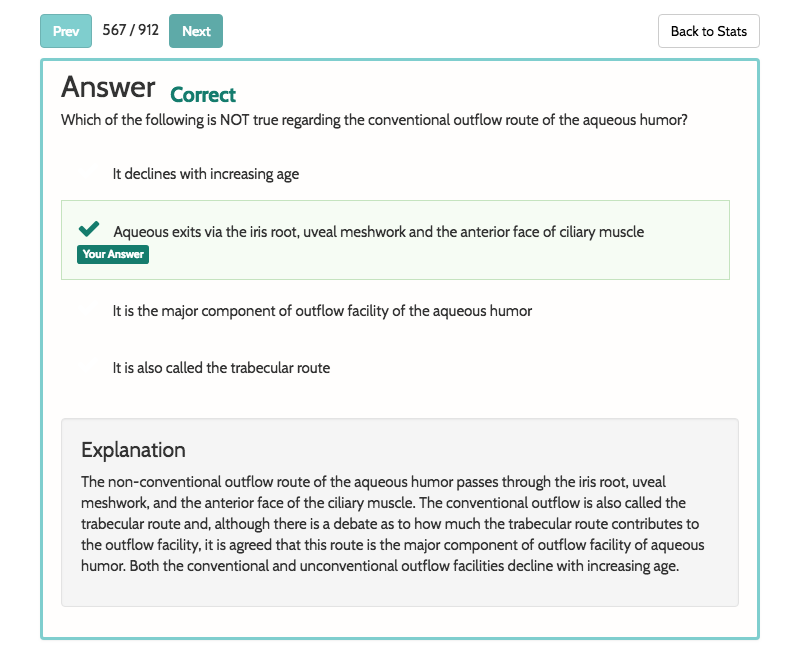 Prev 567 / 912 Next Back to Stats
Answer Correct
Which of the following is NOT true regarding the conventional outflow route of the aqueous humor?
It declines with increasing age
Aqueous exits via the iris root, uveal meshwork and the anterior face of ciliary muscle
Your Answer
It is the major component of outflow facility of the aqueous humor
It is also called the trabecular route
Explanation
The non-conventional outflow route of the aqueous humor passes through the iris root, uveal
meshwork, and the anterior face of the ciliary muscle. The conventional outflow is also called the
trabecular route and, although there is a debate as to how much the trabecular route contributes to
the outflow facility, it is agreed that this route is the major component of outflow facility of aqueous
humor. Both the conventional and unconventional outflow facilities decline with increasing age.